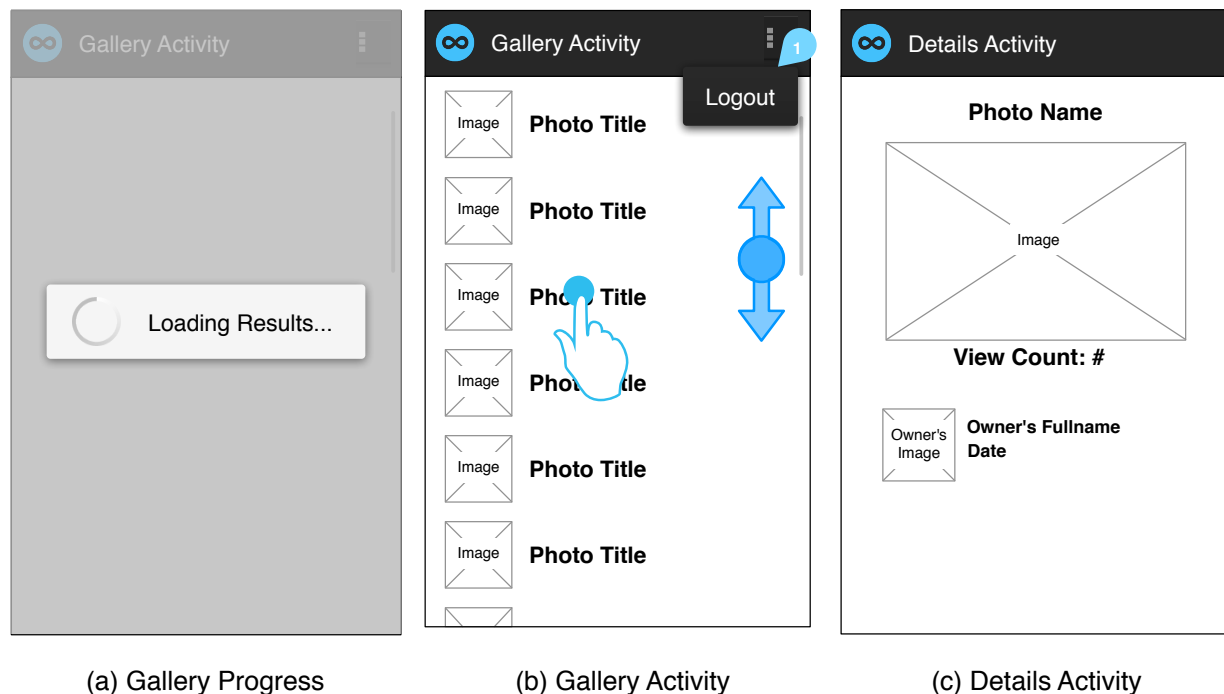 Gallery Activity
Loading Results...
(a) Gallery Progress
Gallery Activity
1
Logout
Image
Photo Title
Image
Photo Title
Image
Photo Title
Image
Photo Title
Image
Photo Title
Image
Photo Title
(b) Gallery Activity
Details Activity
Photo Name
Image
View Count: #
Owner's
Image
Owner's Fullname
Date
(c) Details Activity